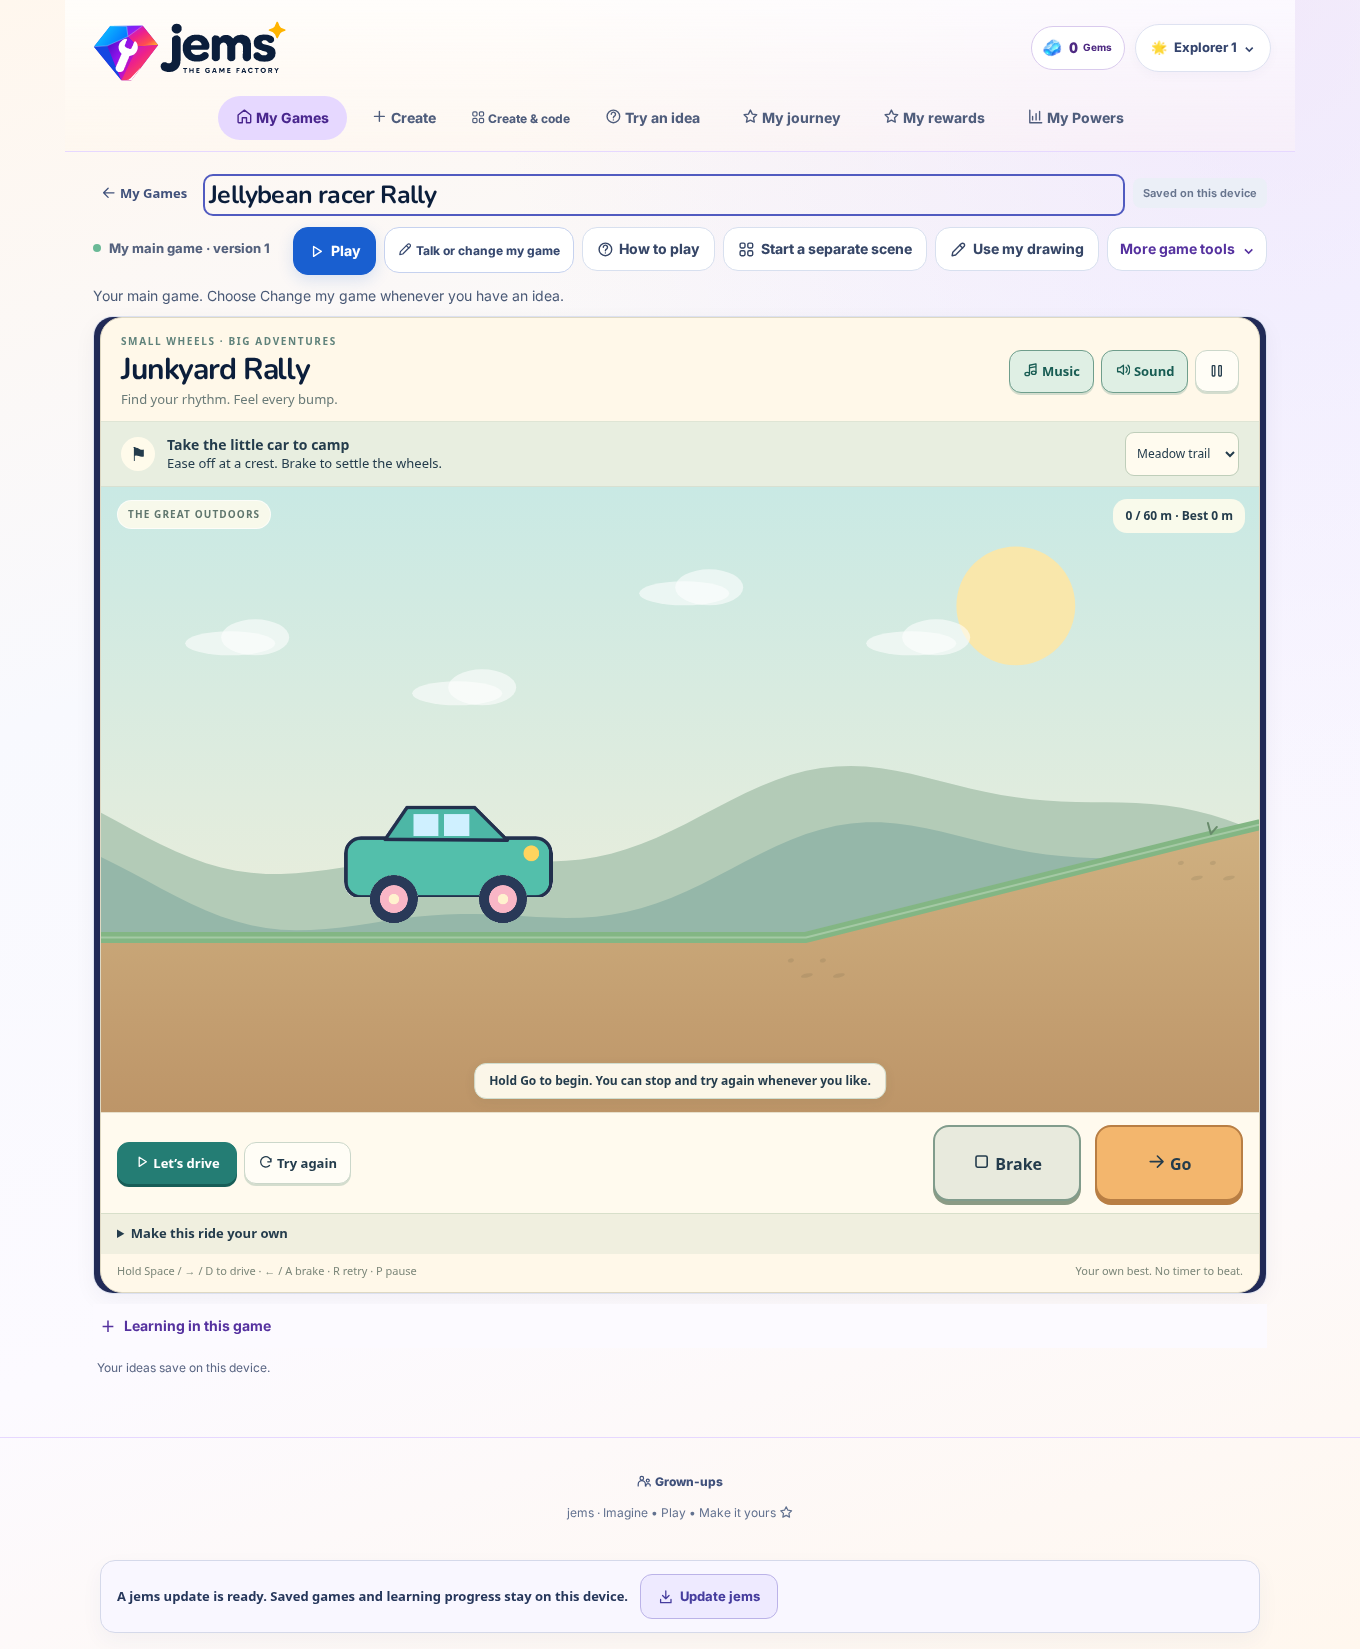 jems
THE GAME FACTORY
0 Gems
Explorer 1
My Games
Create
Create & code
Try an idea
My journey
My rewards
My Powers
← My Games
Jellybean racer Rally
Saved on this device
My main game · version 1
Play
Talk or change my game
How to play
Start a separate scene
Use my drawing
More game tools
Your main game. Choose Change my game whenever you have an idea.
SMALL WHEELS · BIG ADVENTURES
Junkyard Rally
Find your rhythm. Feel every bump.
Music
Sound
Take the little car to camp
Ease off at a crest. Brake to settle the wheels.
Meadow trail
THE GREAT OUTDOORS
0 / 60 m · Best 0 m
Hold Go to begin. You can stop and try again whenever you like.
Let's drive
Try again
Brake
Go
Make this ride your own
Hold Space / → / D to drive · ← / A brake · R retry · P pause
Your own best. No timer to beat.
Learning in this game
Your ideas save on this device.
Grown-ups
jems · Imagine • Play • Make it yours
A jems update is ready. Saved games and learning progress stay on this device.
Update jems